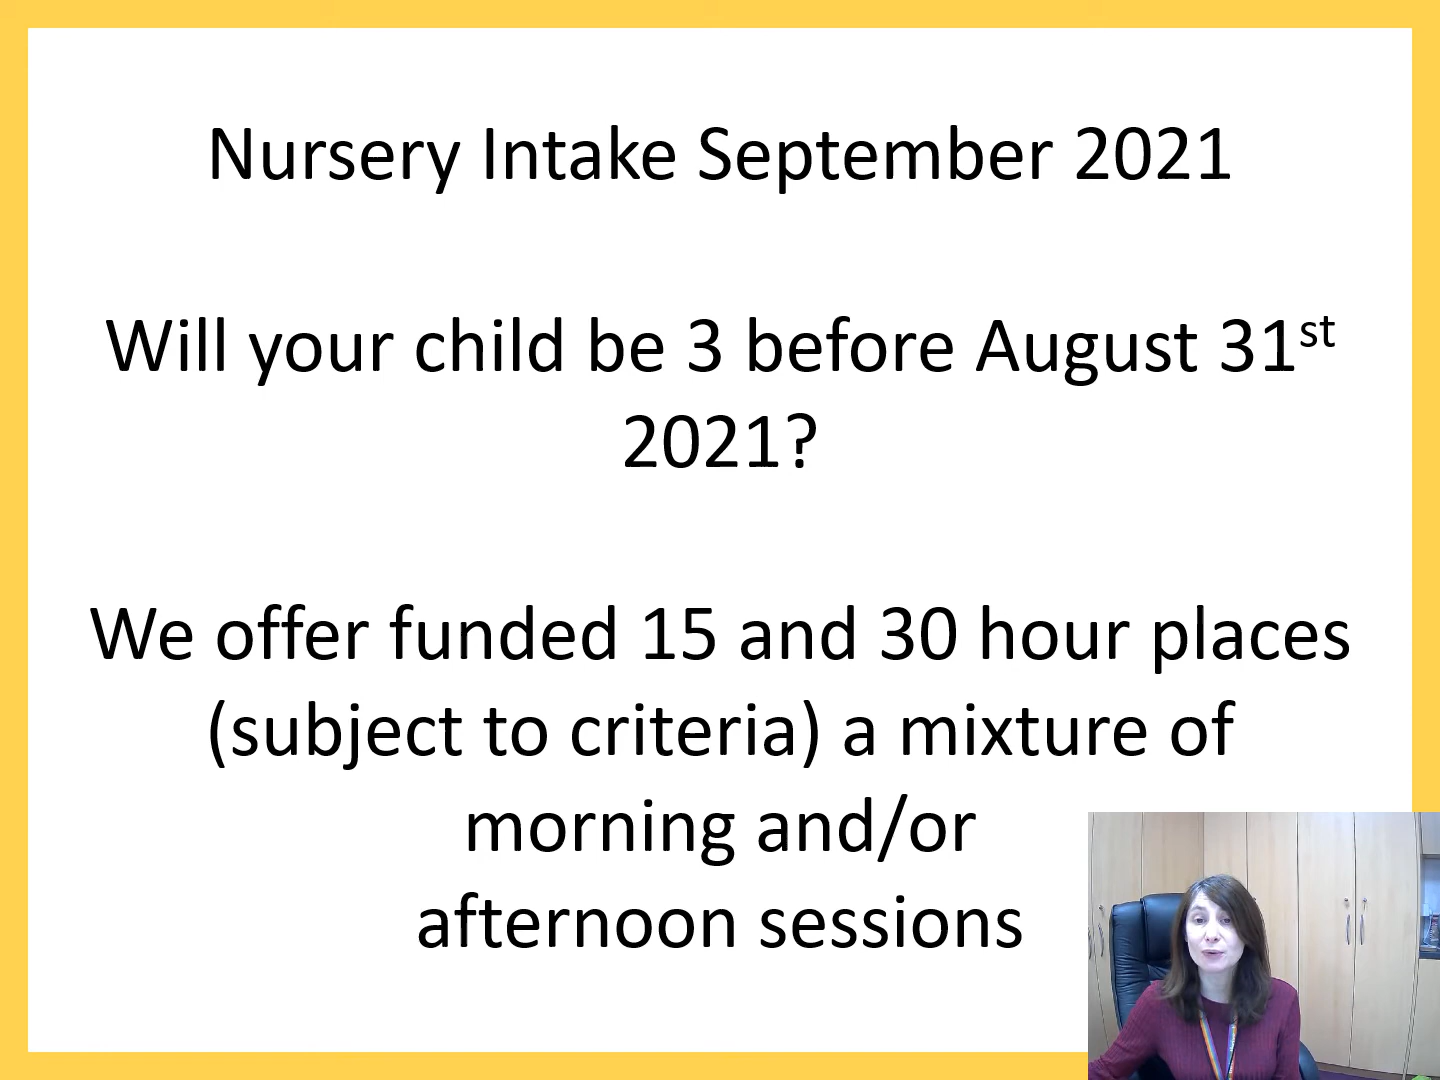 Nursery Intake September 2021
Will your child be 3 before August 31st
2021?
We offer funded 15 and 30 hour places
(subject to criteria) a mixture of
morning and/or
afternoon sessions